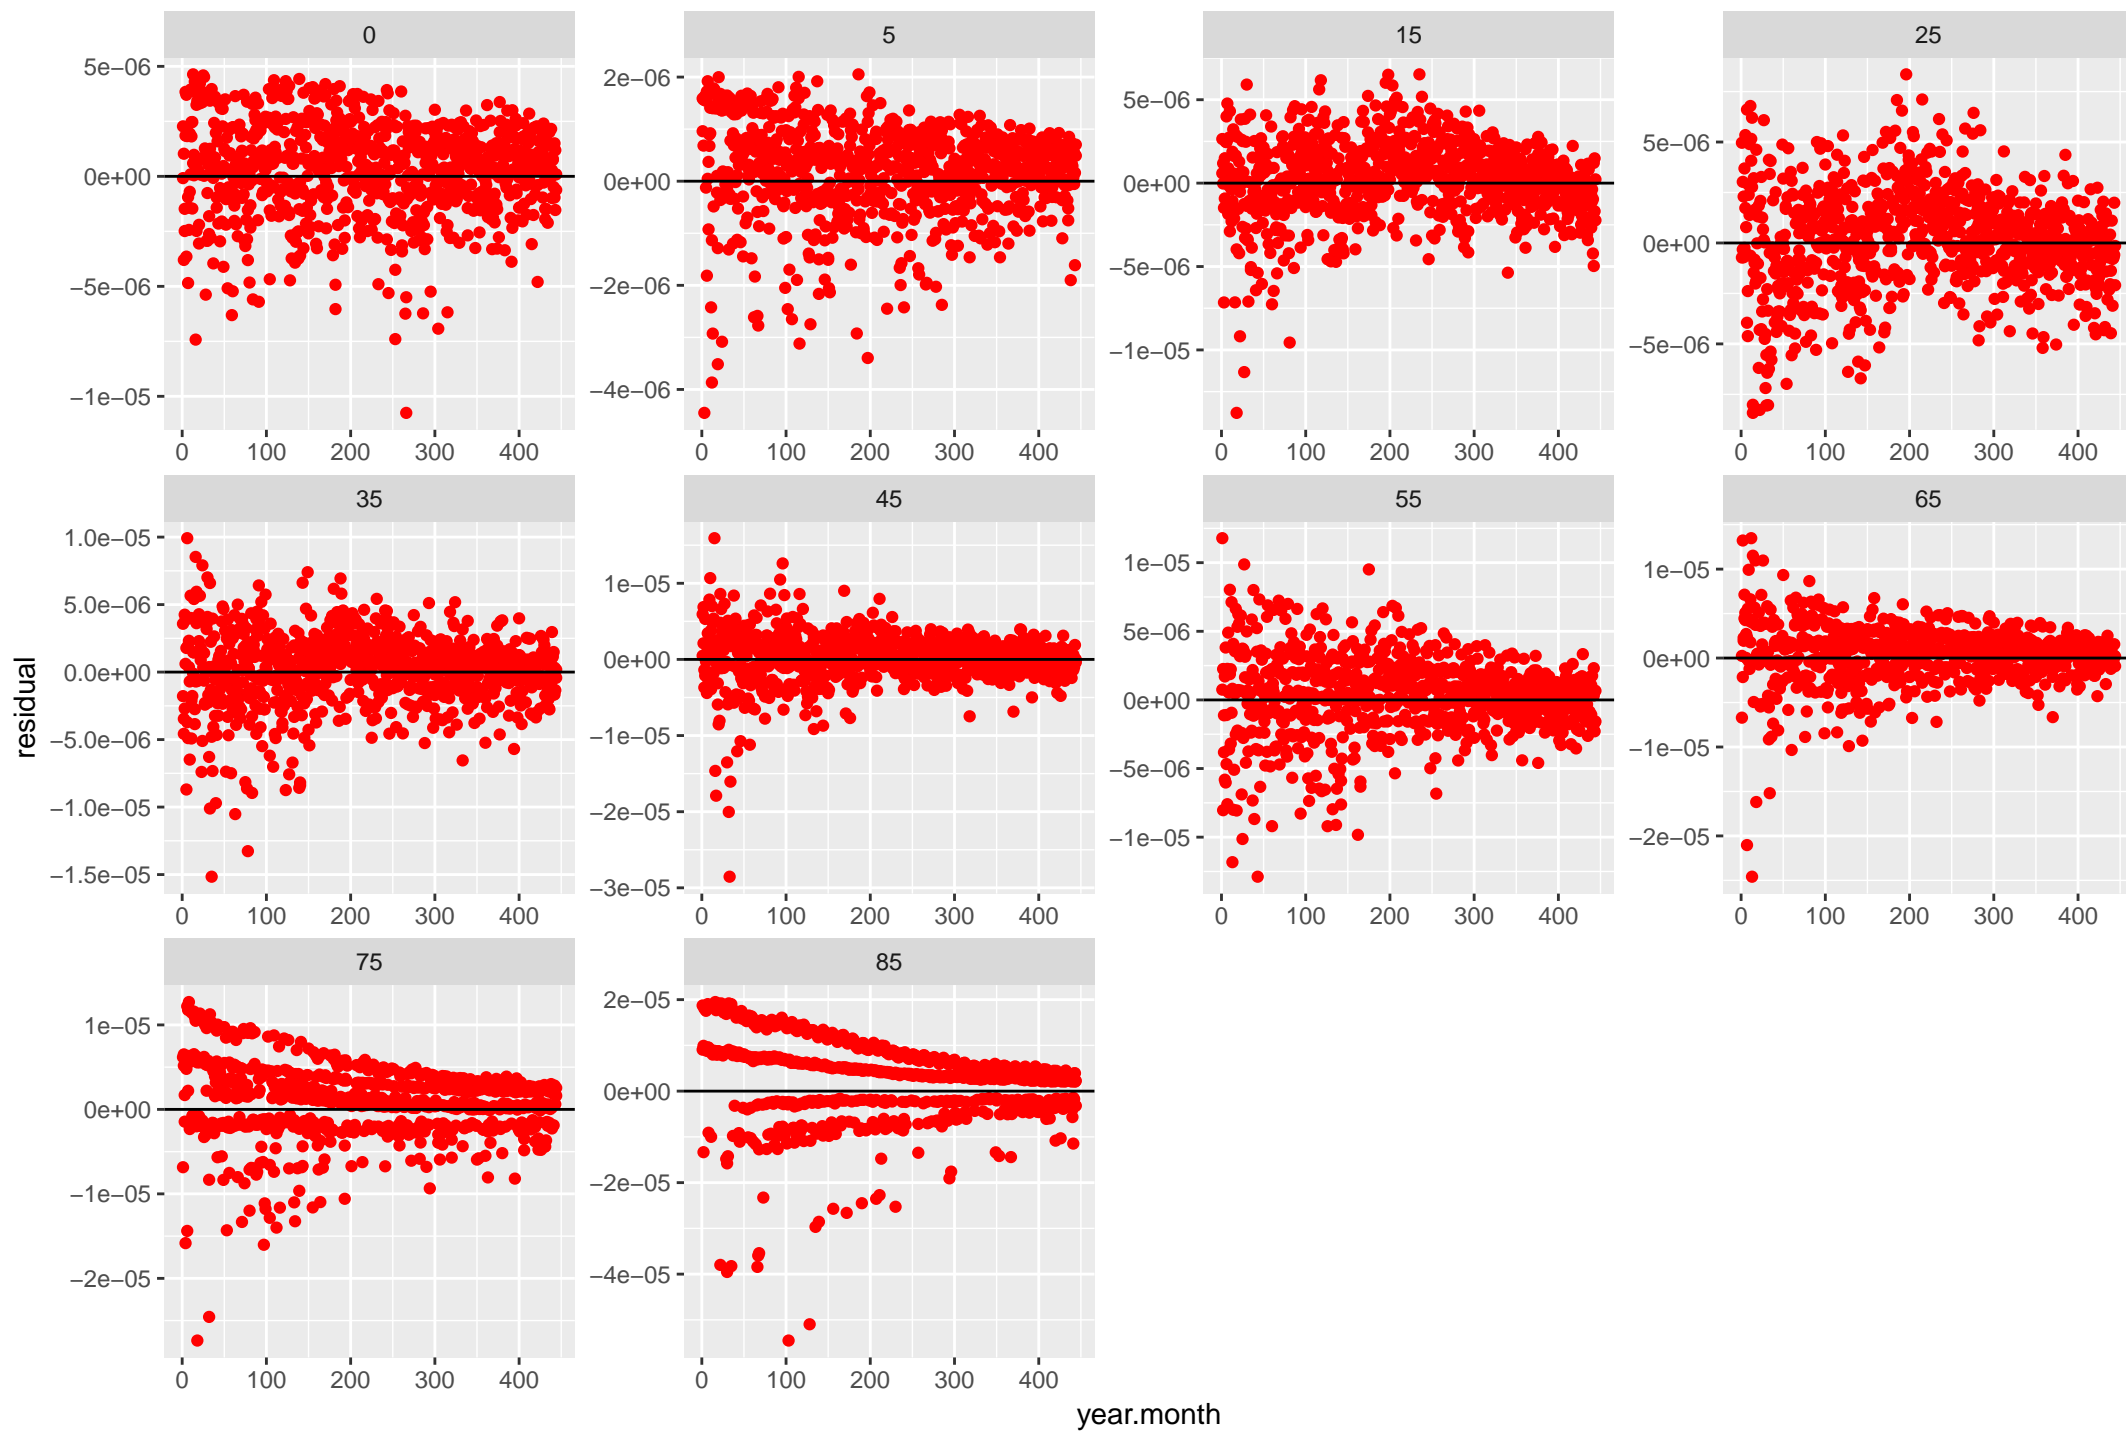 0 5 15 25
5e−06 2e−06 5e−06 5e−06
0e+00 0e+00 0e+00 0e+00
−5e−06 −2e−06 −5e−06 −5e−06
−1e−05 −4e−06 −1e−05
0 100 200 300 400 0 100 200 300 400 0 100 200 300 400 0 100 200 300 400
35 45 55 65
1.0e−05 1e−05 1e−05 1e−05
5.0e−06 0e+00 5e−06 0e+00
0.0e+00 −1e−05 0e+00 −1e−05
−5.0e−06 −2e−05 −5e−06 −2e−05
−1.0e−05 −3e−05 −1e−05
−1.5e−05
0 100 200 300 400 0 100 200 300 400 0 100 200 300 400 0 100 200 300 400
75 85
1e−05 2e−05
0e+00 0e+00
−1e−05 −2e−05
−2e−05 −4e−05
0 100 200 300 400 0 100 200 300 400
residual
year.month